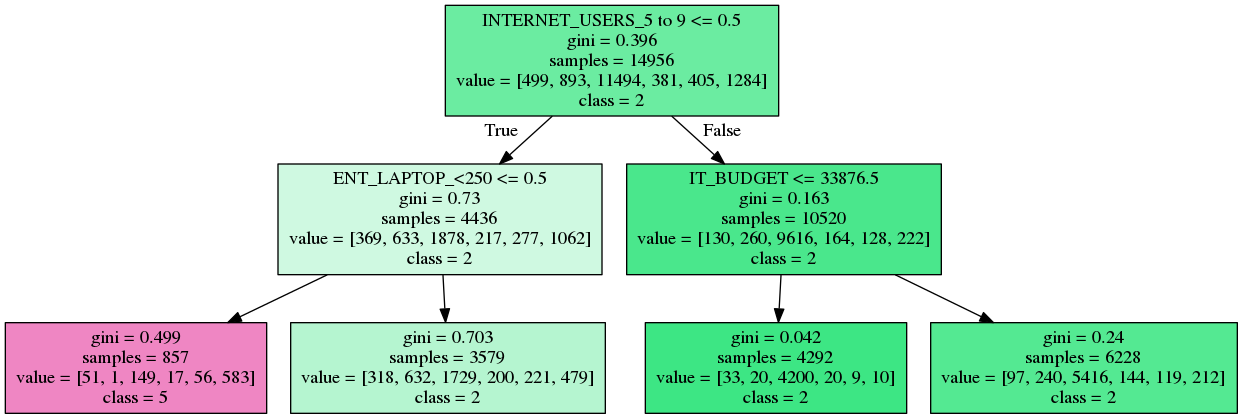 INTERNET_USERS_5 to 9 <= 0.5
gini = 0.396
samples = 14956
value = [499, 893, 11494, 381, 405, 1284]
class = 2
True
False
ENT_LAPTOP_<250 <= 0.5
gini = 0.73
samples = 4436
value = [369, 633, 1878, 217, 277, 1062]
class = 2
IT_BUDGET <= 33876.5
gini = 0.163
samples = 10520
value = [130, 260, 9616, 164, 128, 222]
class = 2
gini = 0.499
samples = 857
value = [51, 1, 149, 17, 56, 583]
class = 5
gini = 0.703
samples = 3579
value = [318, 632, 1729, 200, 221, 479]
class = 2
gini = 0.042
samples = 4292
value = [33, 20, 4200, 20, 9, 10]
class = 2
gini = 0.24
samples = 6228
value = [97, 240, 5416, 144, 119, 212]
class = 2